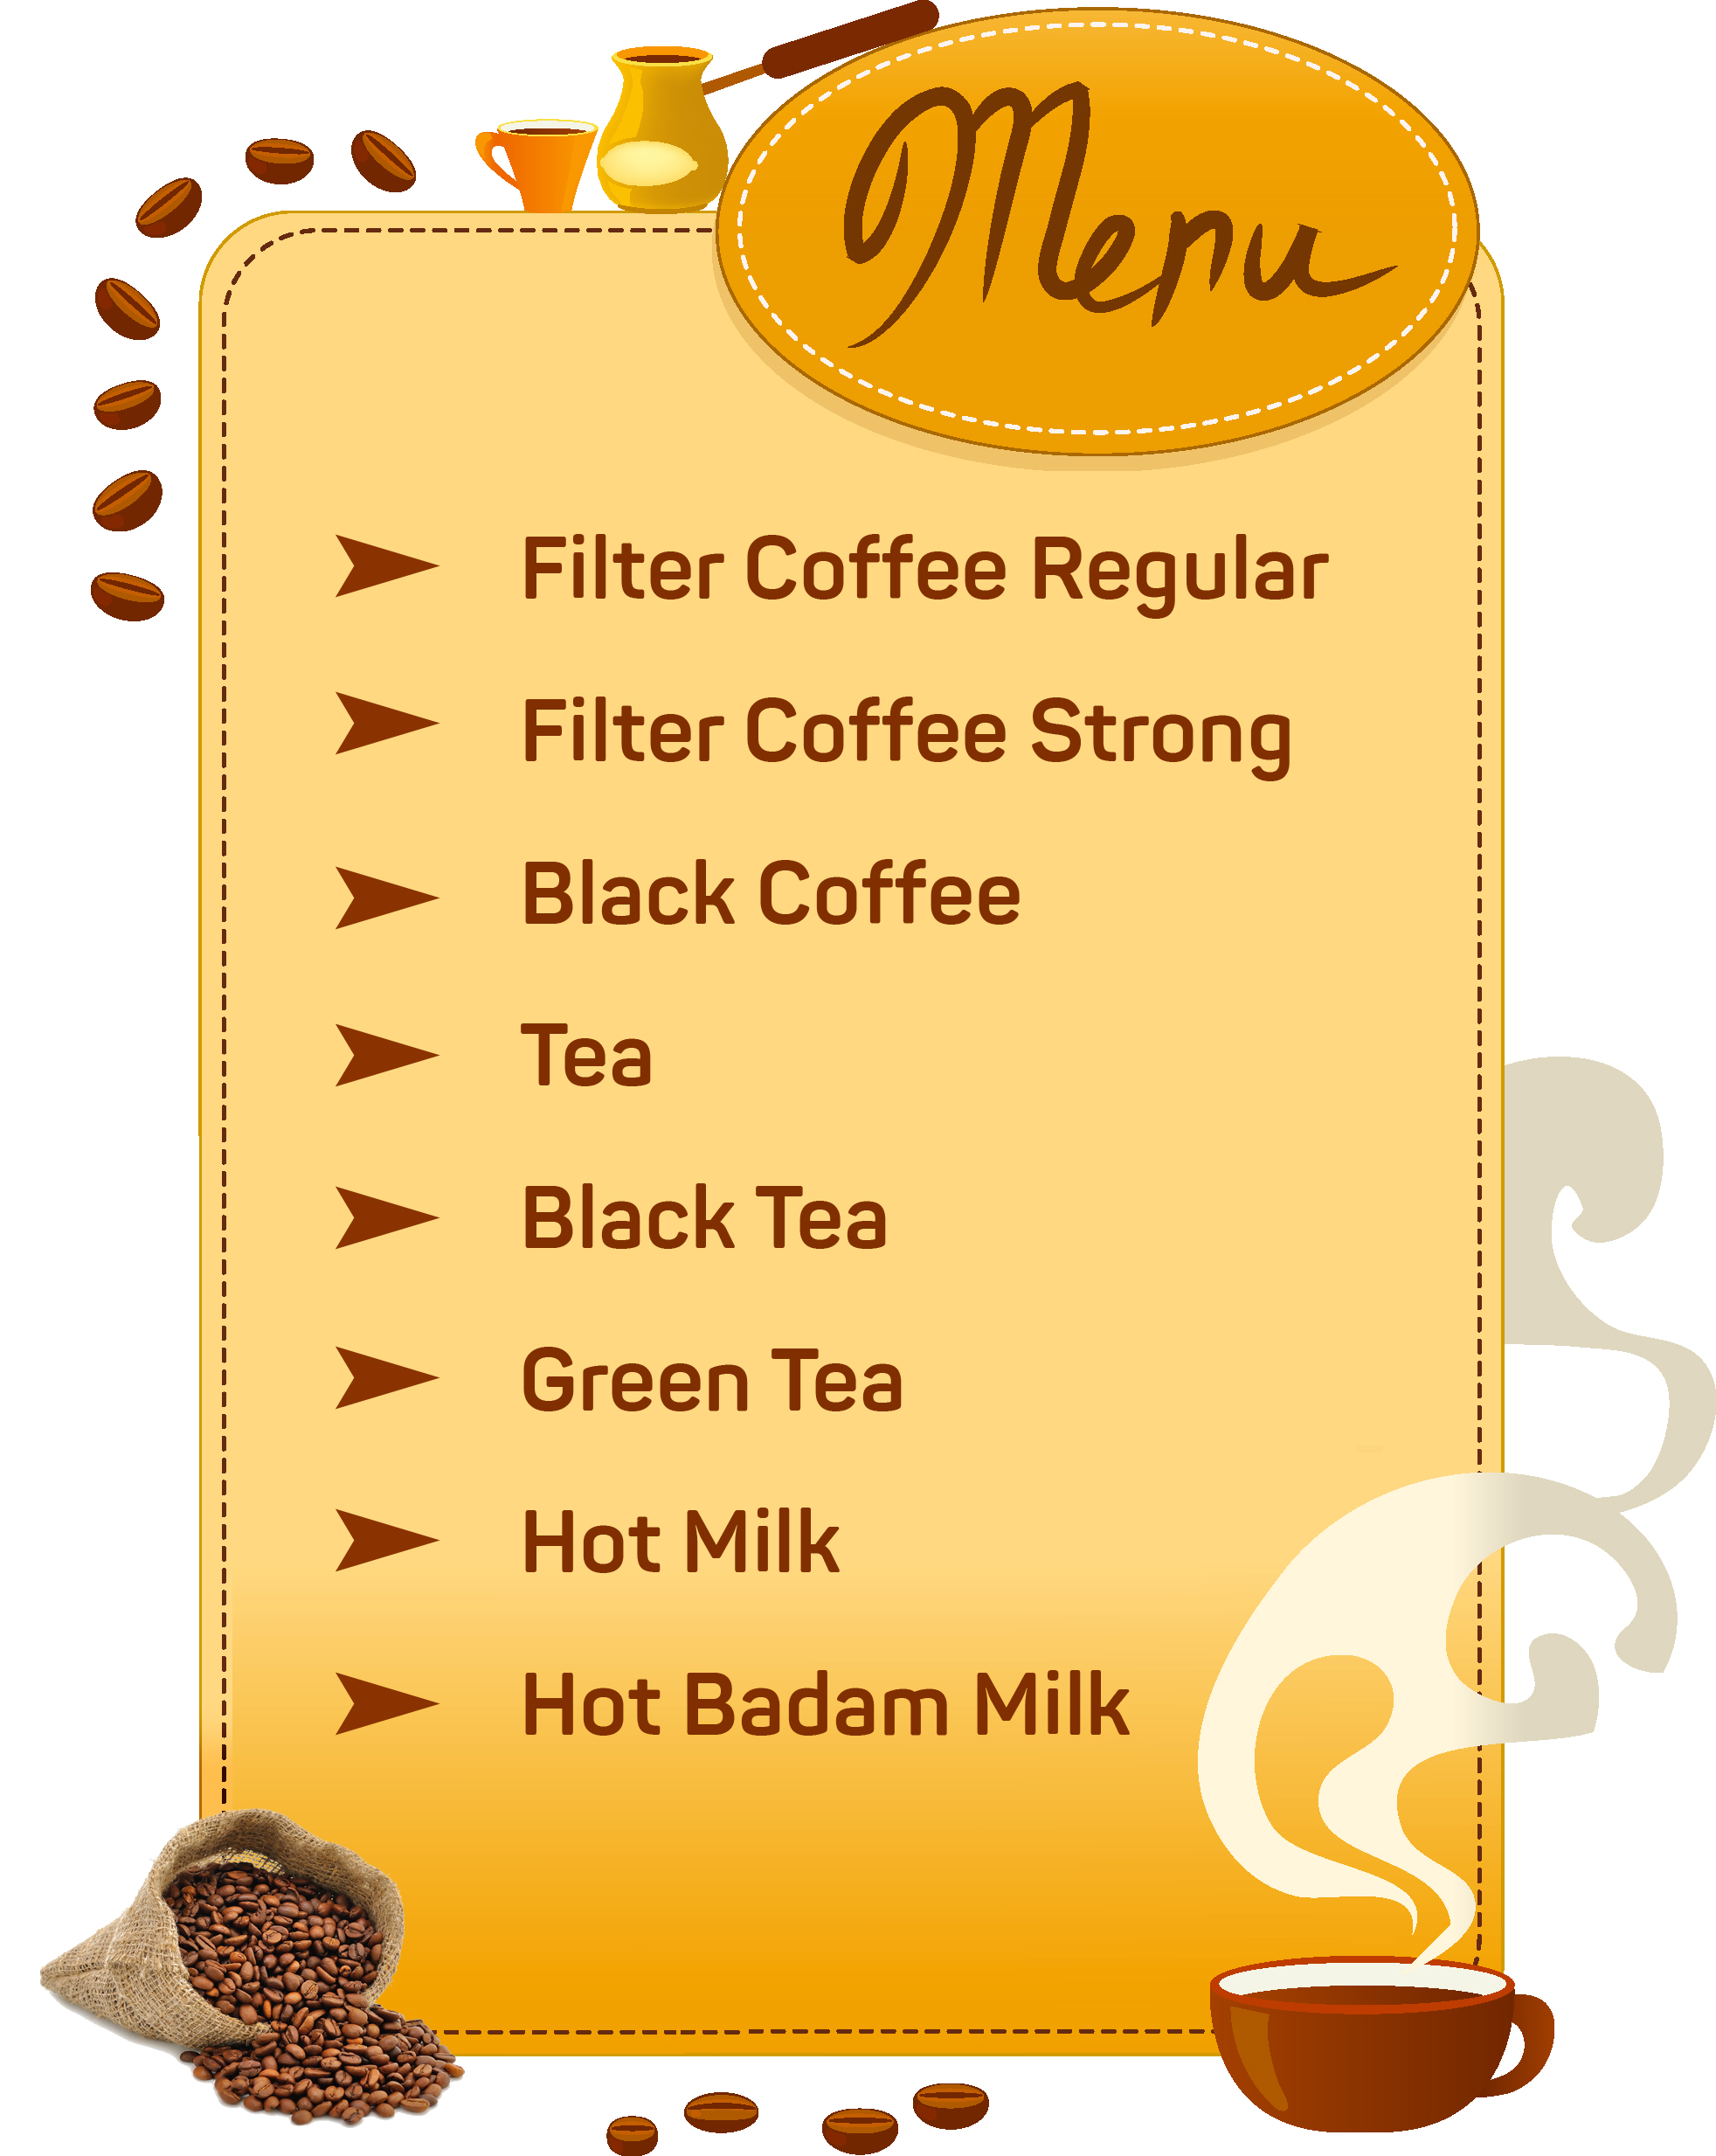 Menu
Filter Coffee Regular
Filter Coffee Strong
Black Coffee
Tea
Black Tea
Green Tea
Hot Milk
Hot Badam Milk